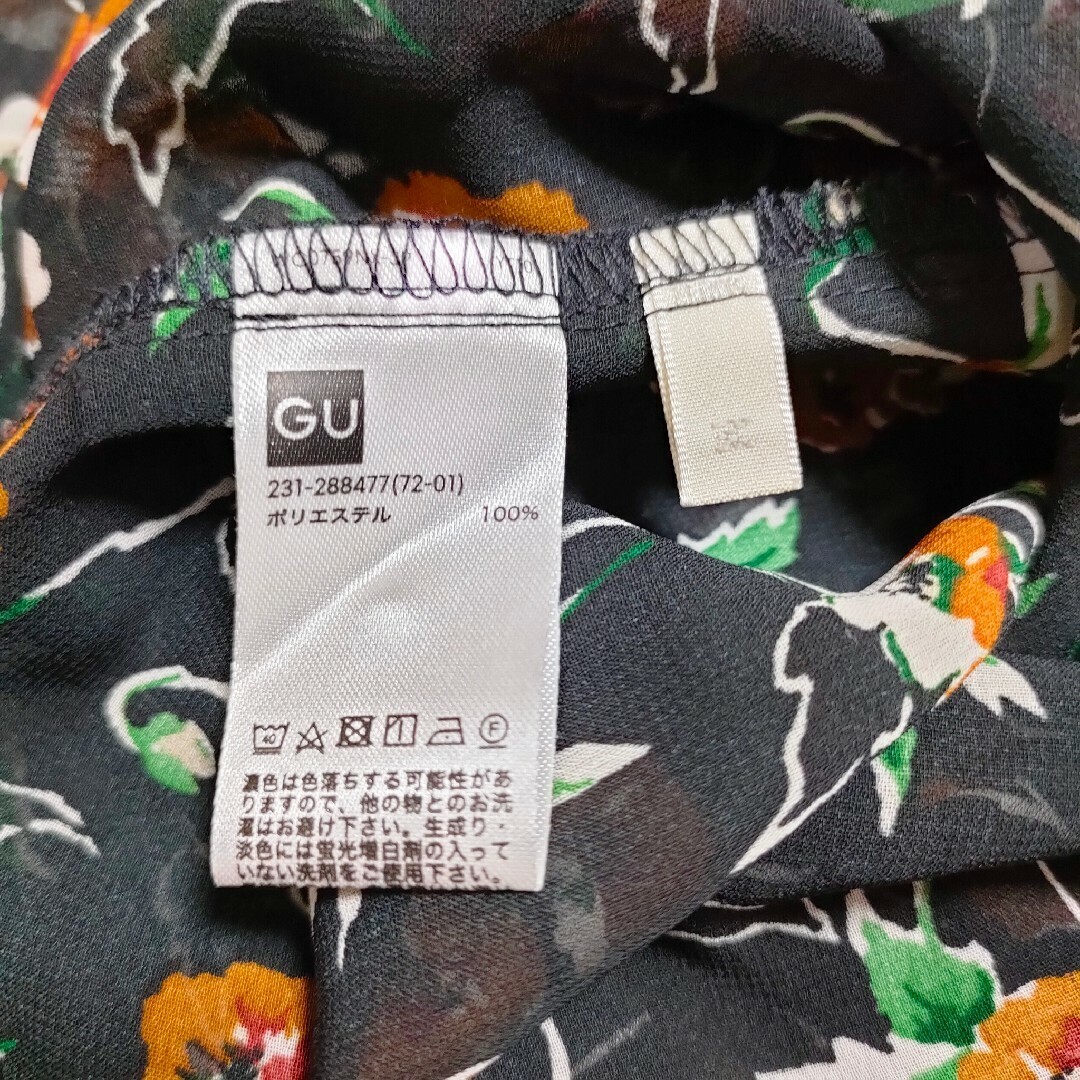 GU
231-288477(72-01)
ポリエステル 100%
40
F
濃色は色落ちする可能性があ
りますので、他の物とのお洗
濯はお避け下さい。生成り・
淡色には蛍光増白剤の入って
いない洗剤をご使用下さい。